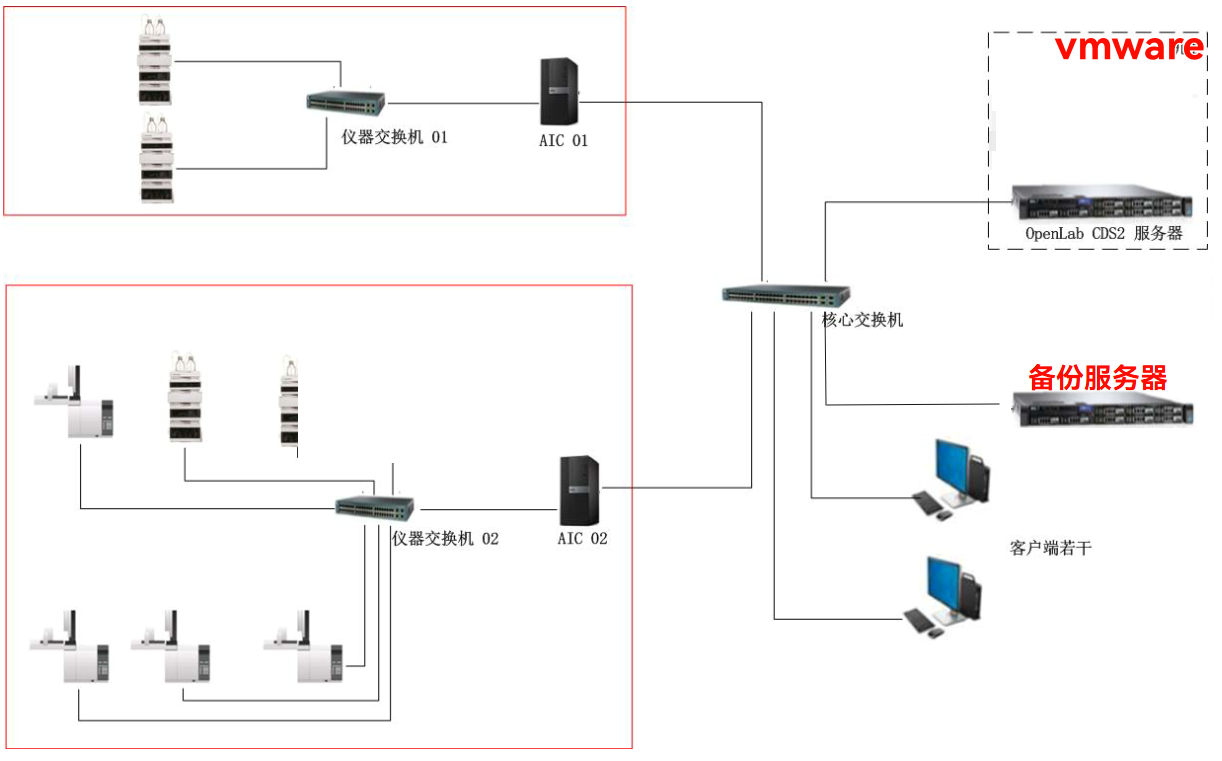 vmware
仪器交换机 01
AIC 01
OpenLab CDS2 服务器
核心交换机
备份服务器
仪器交换机 02
AIC 02
客户端若干